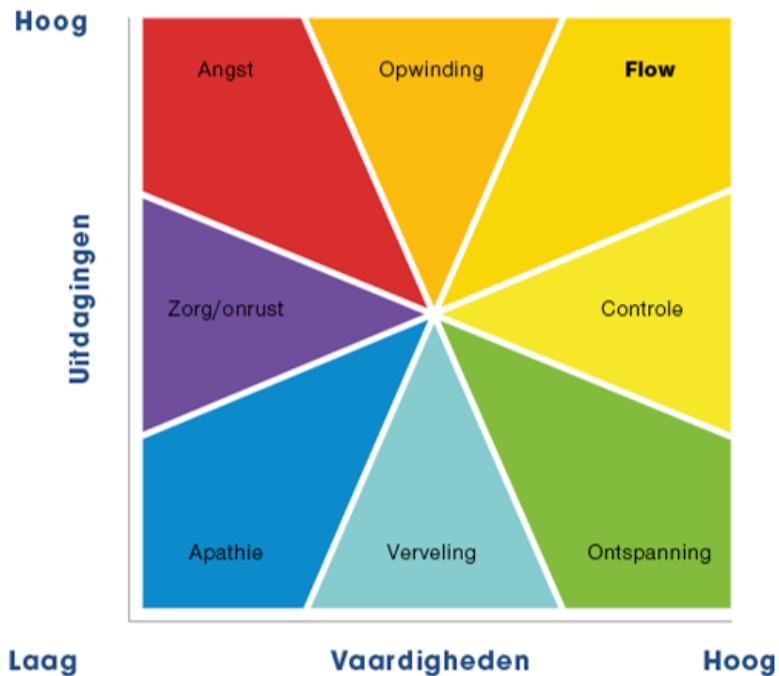 Hoog
Angst
Opwinding
Flow
Uitdagingen
Zorg/onrust
Controle
Apathie
Verveling
Ontspanning
Laag
Vaardigheden
Hoog